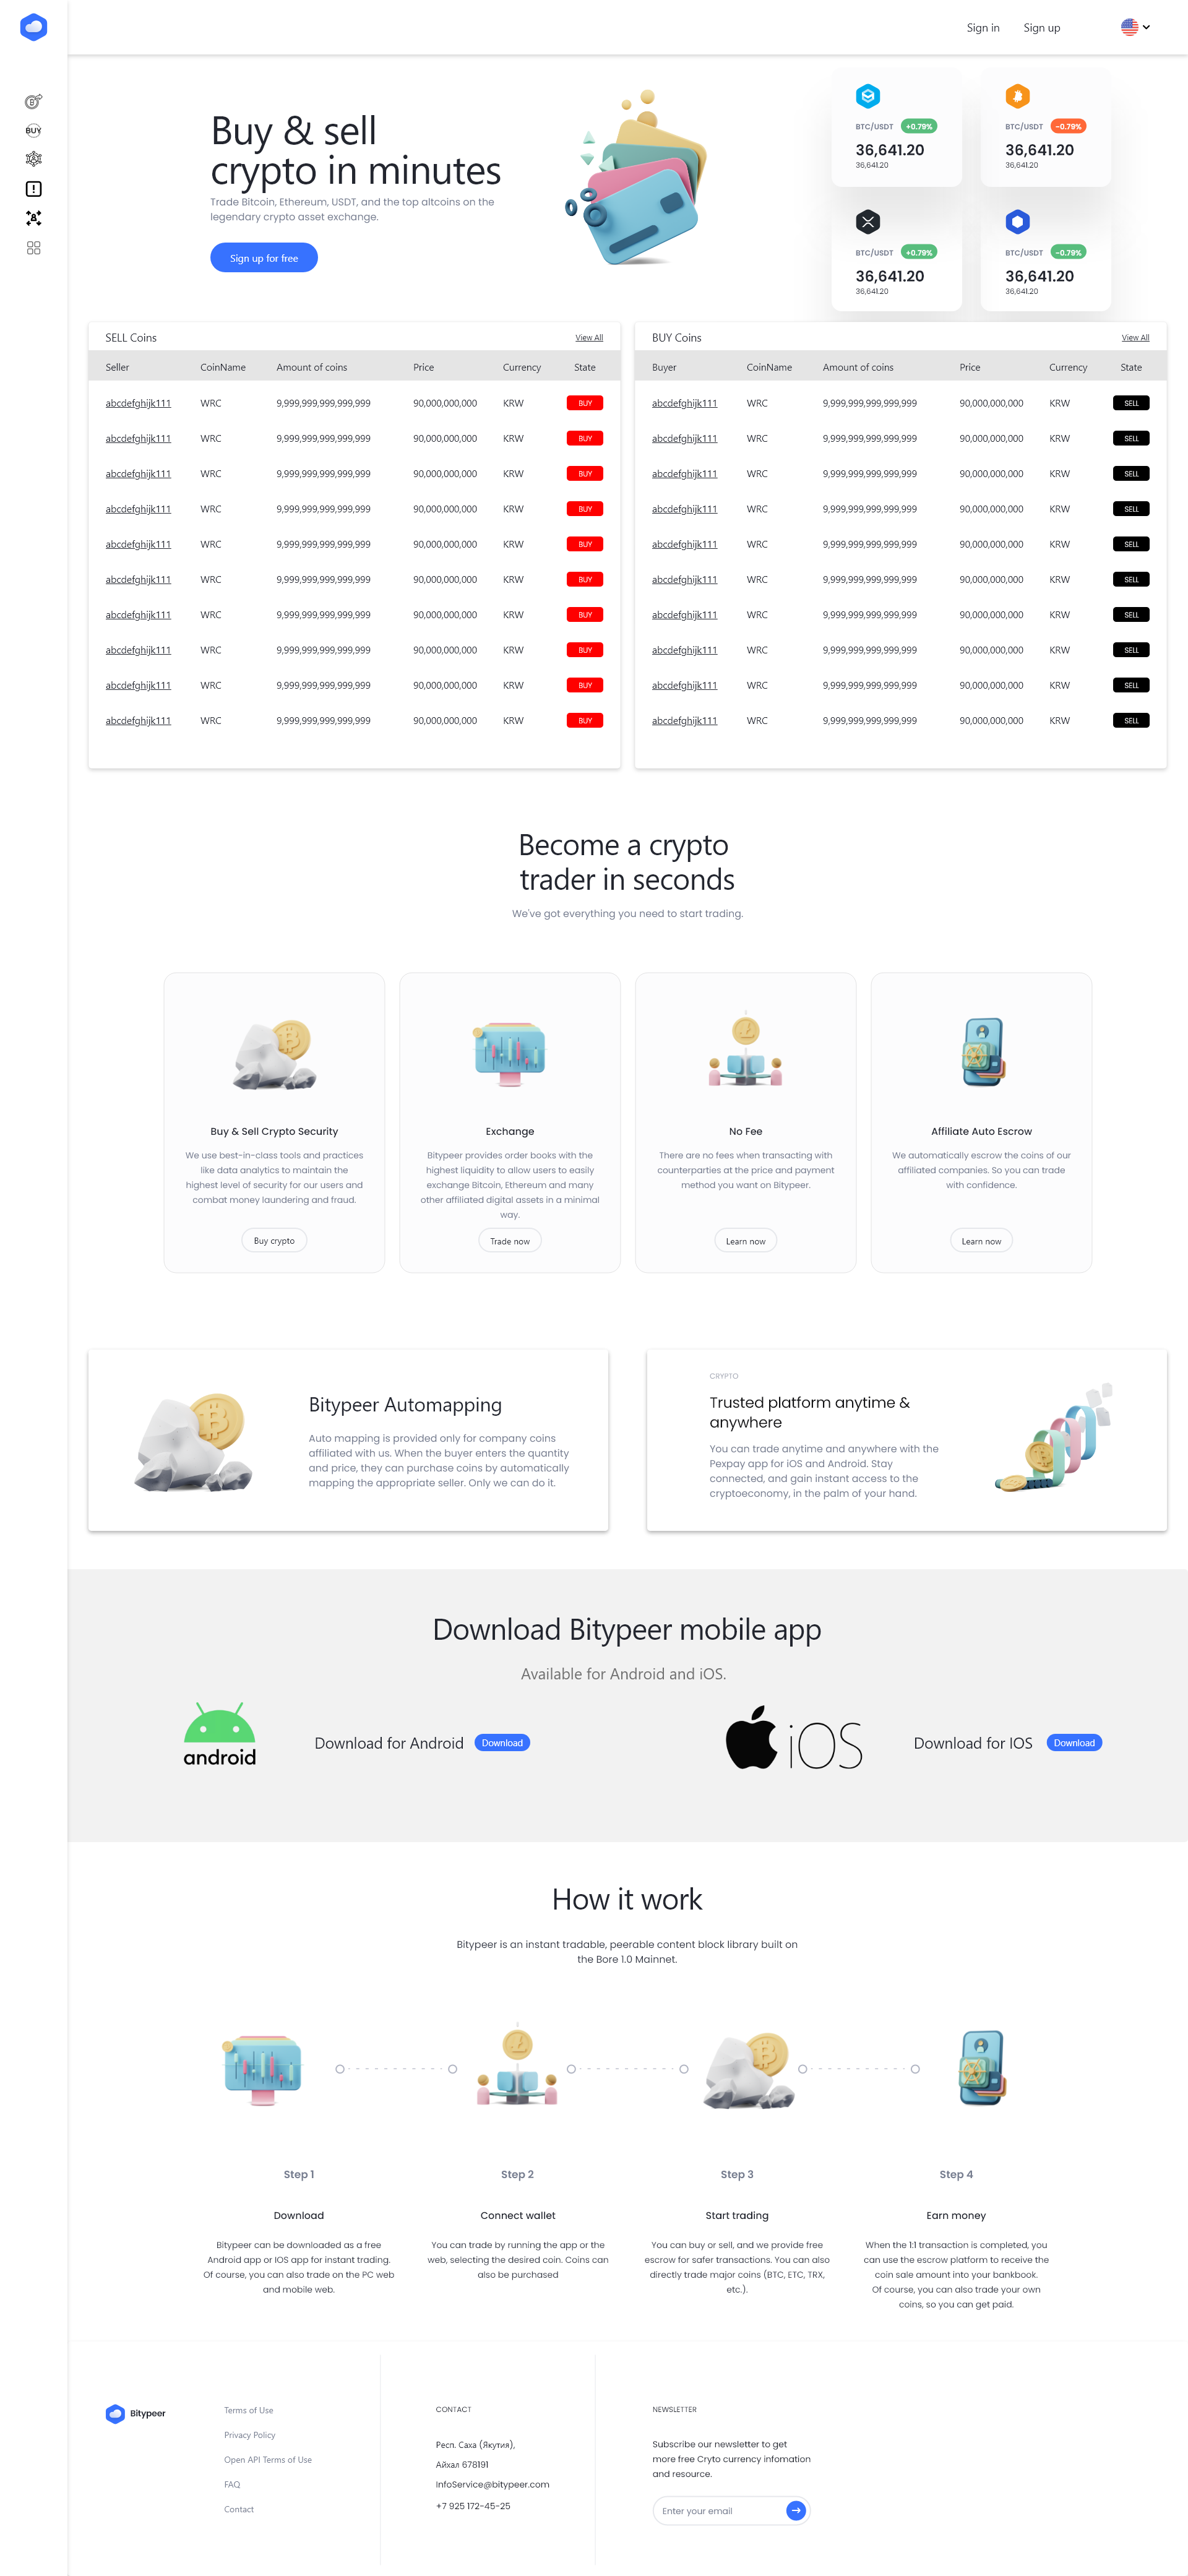 Sign in Sign up
BUY
Buy & sell
crypto in minutes
Trade Bitcoin, Ethereum, USDT, and the top altcoins on the
legendary crypto asset exchange.
Sign up for free
BTC/USDT +0.79%
36,641.20
36,641.20
BTC/USDT -0.79%
36,641.20
36,641.20
BTC/USDT +0.79%
36,641.20
36,641.20
BTC/USDT -0.79%
36,641.20
36,641.20
SELL Coins View All
Seller CoinName Amount of coins Price Currency State
abcdefghijk111 WRC 9,999,999,999,999,999 90,000,000,000 KRW BUY
abcdefghijk111 WRC 9,999,999,999,999,999 90,000,000,000 KRW BUY
abcdefghijk111 WRC 9,999,999,999,999,999 90,000,000,000 KRW BUY
abcdefghijk111 WRC 9,999,999,999,999,999 90,000,000,000 KRW BUY
abcdefghijk111 WRC 9,999,999,999,999,999 90,000,000,000 KRW BUY
abcdefghijk111 WRC 9,999,999,999,999,999 90,000,000,000 KRW BUY
abcdefghijk111 WRC 9,999,999,999,999,999 90,000,000,000 KRW BUY
abcdefghijk111 WRC 9,999,999,999,999,999 90,000,000,000 KRW BUY
abcdefghijk111 WRC 9,999,999,999,999,999 90,000,000,000 KRW BUY
abcdefghijk111 WRC 9,999,999,999,999,999 90,000,000,000 KRW BUY
BUY Coins View All
Buyer CoinName Amount of coins Price Currency State
abcdefghijk111 WRC 9,999,999,999,999,999 90,000,000,000 KRW SELL
abcdefghijk111 WRC 9,999,999,999,999,999 90,000,000,000 KRW SELL
abcdefghijk111 WRC 9,999,999,999,999,999 90,000,000,000 KRW SELL
abcdefghijk111 WRC 9,999,999,999,999,999 90,000,000,000 KRW SELL
abcdefghijk111 WRC 9,999,999,999,999,999 90,000,000,000 KRW SELL
abcdefghijk111 WRC 9,999,999,999,999,999 90,000,000,000 KRW SELL
abcdefghijk111 WRC 9,999,999,999,999,999 90,000,000,000 KRW SELL
abcdefghijk111 WRC 9,999,999,999,999,999 90,000,000,000 KRW SELL
abcdefghijk111 WRC 9,999,999,999,999,999 90,000,000,000 KRW SELL
abcdefghijk111 WRC 9,999,999,999,999,999 90,000,000,000 KRW SELL
Become a crypto
trader in seconds
We've got everything you need to start trading.
Buy & Sell Crypto Security
We use best-in-class tools and practices
like data analytics to maintain the
highest level of security for our users and
combat money laundering and fraud.
Buy crypto
Exchange
Bitypeer provides order books with the
highest liquidity to allow users to easily
exchange Bitcoin, Ethereum and many
other affiliated digital assets in a minimal
way.
Trade now
No Fee
There are no fees when transacting with
counterparties at the price and payment
method you want on Bitypeer.
Learn now
Affiliate Auto Escrow
We automatically escrow the coins of our
affiliated companies. So you can trade
with confidence.
Learn now
Bitypeer Automapping
Auto mapping is provided only for company coins
affiliated with us. When the buyer enters the quantity
and price, they can purchase coins by automatically
mapping the appropriate seller. Only we can do it.
CRYPTO
Trusted platform anytime &
anywhere
You can trade anytime and anywhere with the
Pexpay app for iOS and Android. Stay
connected, and gain instant access to the
cryptoeconomy, in the palm of your hand.
Download Bitypeer mobile app
Available for Android and iOS.
android
Download for Android Download
iOS
Download for IOS Download
How it work
Bitypeer is an instant tradable, peerable content block library built on
the Bore 1.0 Mainnet.
Step 1
Download
Bitypeer can be downloaded as a free
Android app or IOS app for instant trading.
Of course, you can also trade on the PC web
and mobile web.
Step 2
Connect wallet
You can trade by running the app or the
web, selecting the desired coin. Coins can
also be purchased
Step 3
Start trading
You can buy or sell, and we provide free
escrow for safer transactions. You can also
directly trade major coins (BTC, ETC, TRX,
etc.).
Step 4
Earn money
When the 1:1 transaction is completed, you
can use the escrow platform to receive the
coin sale amount into your bankbook.
Of course, you can also trade your own
coins, so you can get paid.
Bitypeer
Terms of Use
Privacy Policy
Open API Terms of Use
FAQ
Contact
CONTACT
Респ. Саха (Якутия),
Айхал 678191
InfoService@bitypeer.com
+7 925 172-45-25
NEWSLETTER
Subscribe our newsletter to get
more free Cryto currency infomation
and resource.
Enter your email